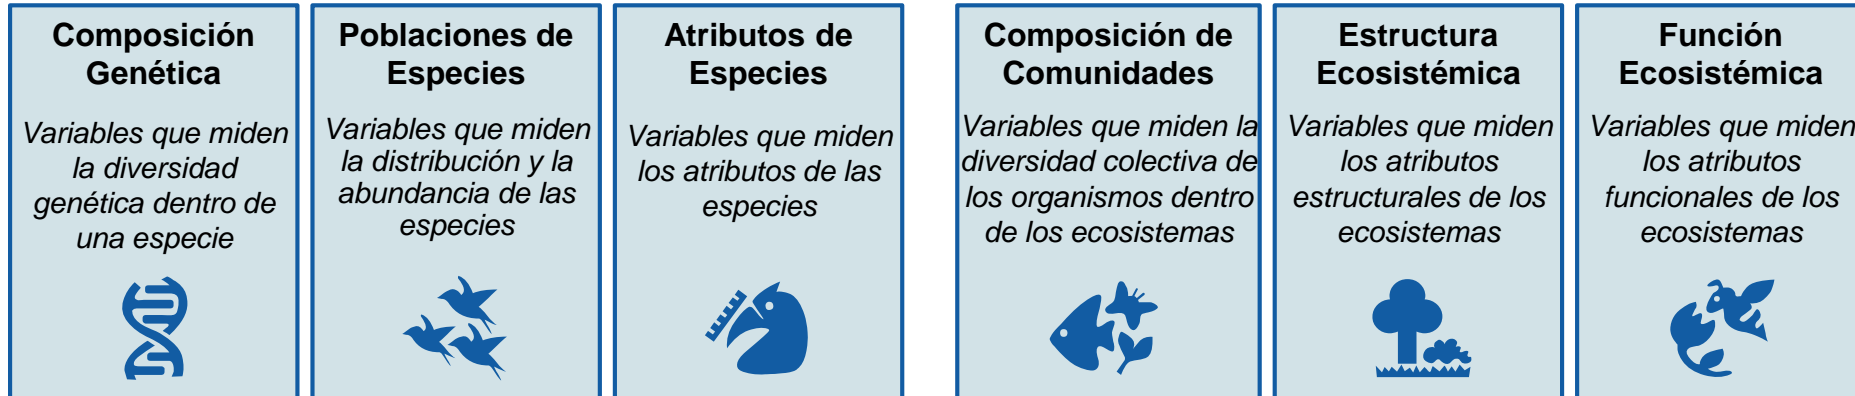 Composición
Genética
Variables que miden
la diversidad
genética dentro de
una especie
Poblaciones de
Especies
Variables que miden
la distribución y la
abundancia de las
especies
Atributos de
Especies
Variables que miden
los atributos de las
especies
Composición de
Comunidades
Variables que miden la
diversidad colectiva de
los organismos dentro
de los ecosistemas
Estructura
Ecosistémica
Variables que miden
los atributos
estructurales de los
ecosistemas
Función
Ecosistémica
Variables que miden
los atributos
funcionales de los
ecosistemas